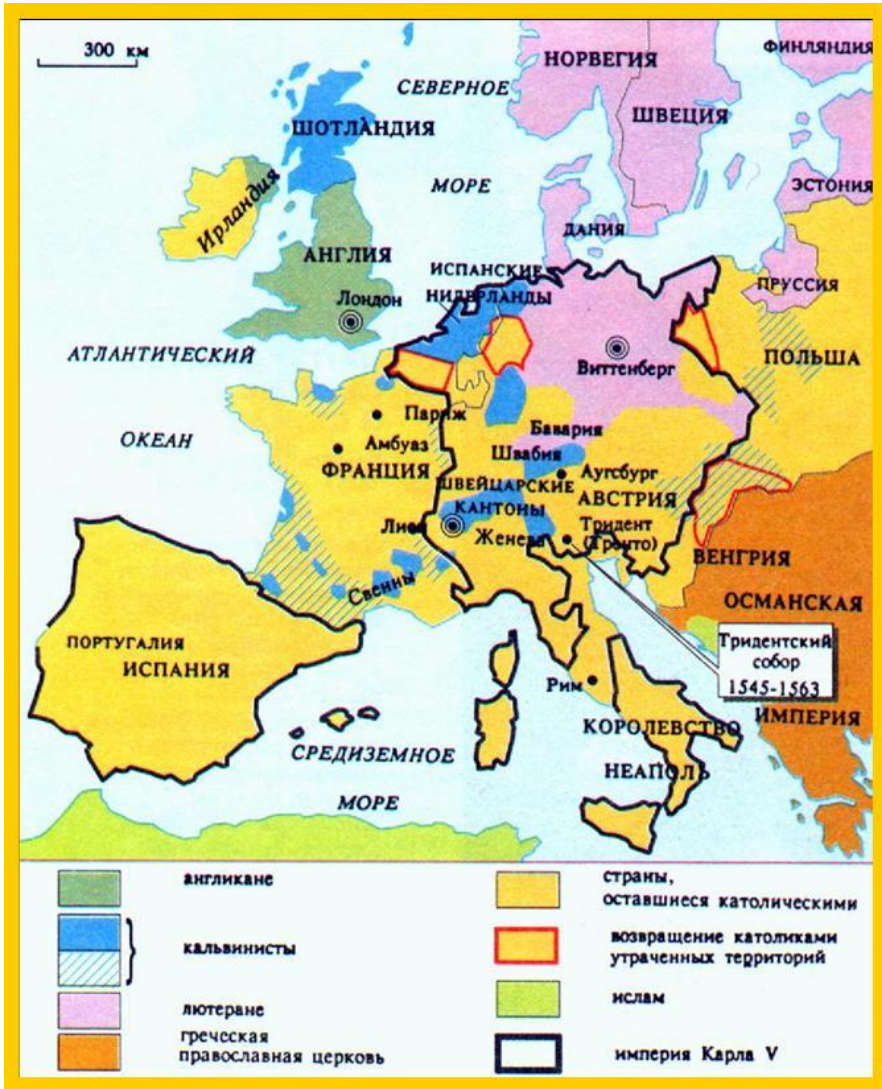 300 км
НОРВЕГИЯ
ФИНЛЯНДИЯ
СЕВЕРНОЕ
ШВЕЦИЯ
ШОТЛАНДИЯ
МОРЕ
ЭСТОНИЯ
Ирландия
ДАНИЯ
АНГЛИЯ
ИСПАНСКИЕ
НИДЕРЛАНДЫ
ПРУССИЯ
Лондон
АТЛАНТИЧЕСКИЙ
ПОЛЬША
Виттенберг
Париж
ОКЕАН
Бавария
Амбуаз
Швабия
ФРАНЦИЯ
Аугсбург
ШВЕЙЦАРСКИЕ
АВСТРИЯ
КАНТОНЫ
Лион
Женева
Тридент
(Тренто)
ВЕНГРИЯ
Свенны
ОСМАНСКАЯ
ПОРТУГАЛИЯ
ИСПАНИЯ
Тридентский
собор
1545-1563
Рим
ИМПЕРИЯ
КОРОЛЕВСТВО
СРЕДИЗЕМНОЕ
НЕАПОЛЬ
МОРЕ
англикане
кальвинисты
лютеране
греческая
православная церковь
страны,
оставшиеся католическими
возвращение католиками
утраченных территорий
ислам
империя Карла V